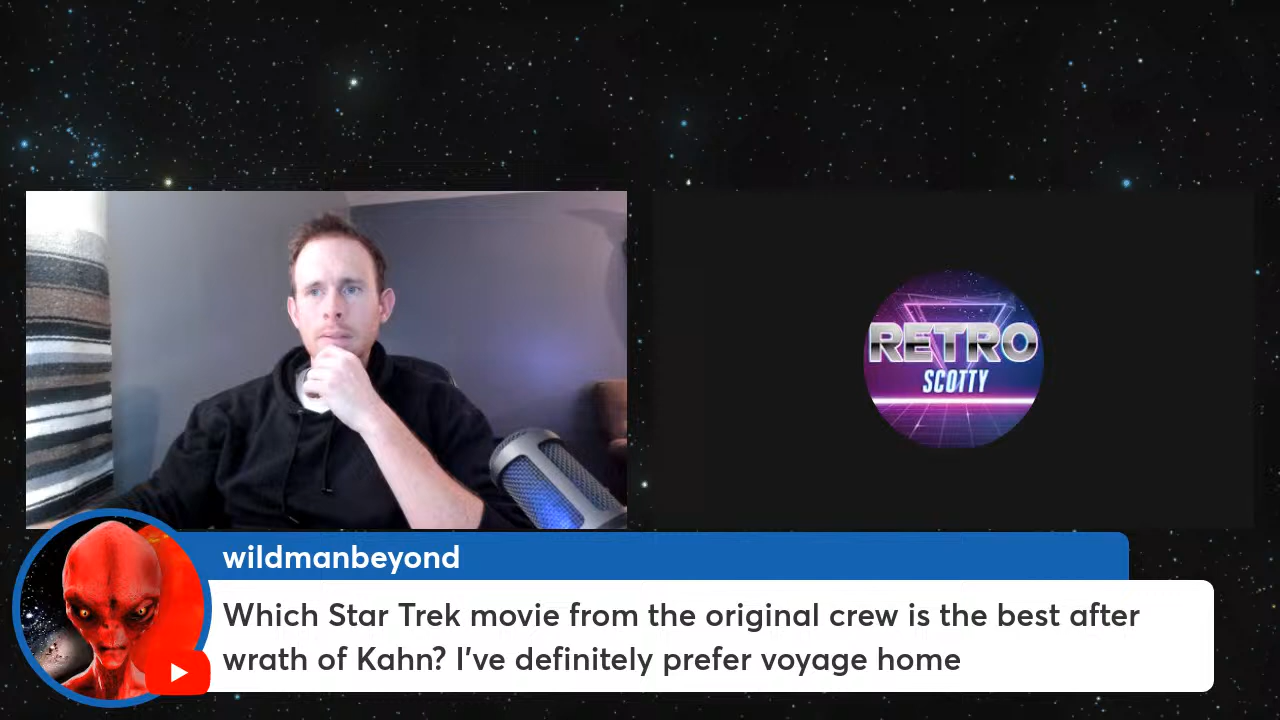 RETRO
SCOTTY
wildmanbeyond
Which Star Trek movie from the original crew is the best after
wrath of Kahn? I've definitely prefer voyage home